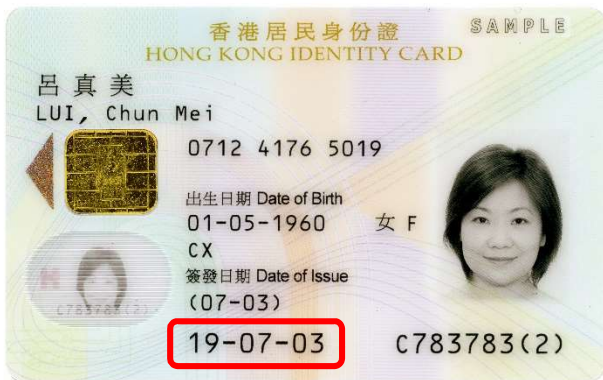 SAMPLE
香港居民身份證
HONG KONG IDENTITY CARD
呂真美
LUI, Chun Mei
0712 4176 5019
出生日期 Date of Birth
01-05-1960 女 F
CX
簽發日期 Date of Issue
(07-03)
C783783(2)
19-07-03 C783783(2)